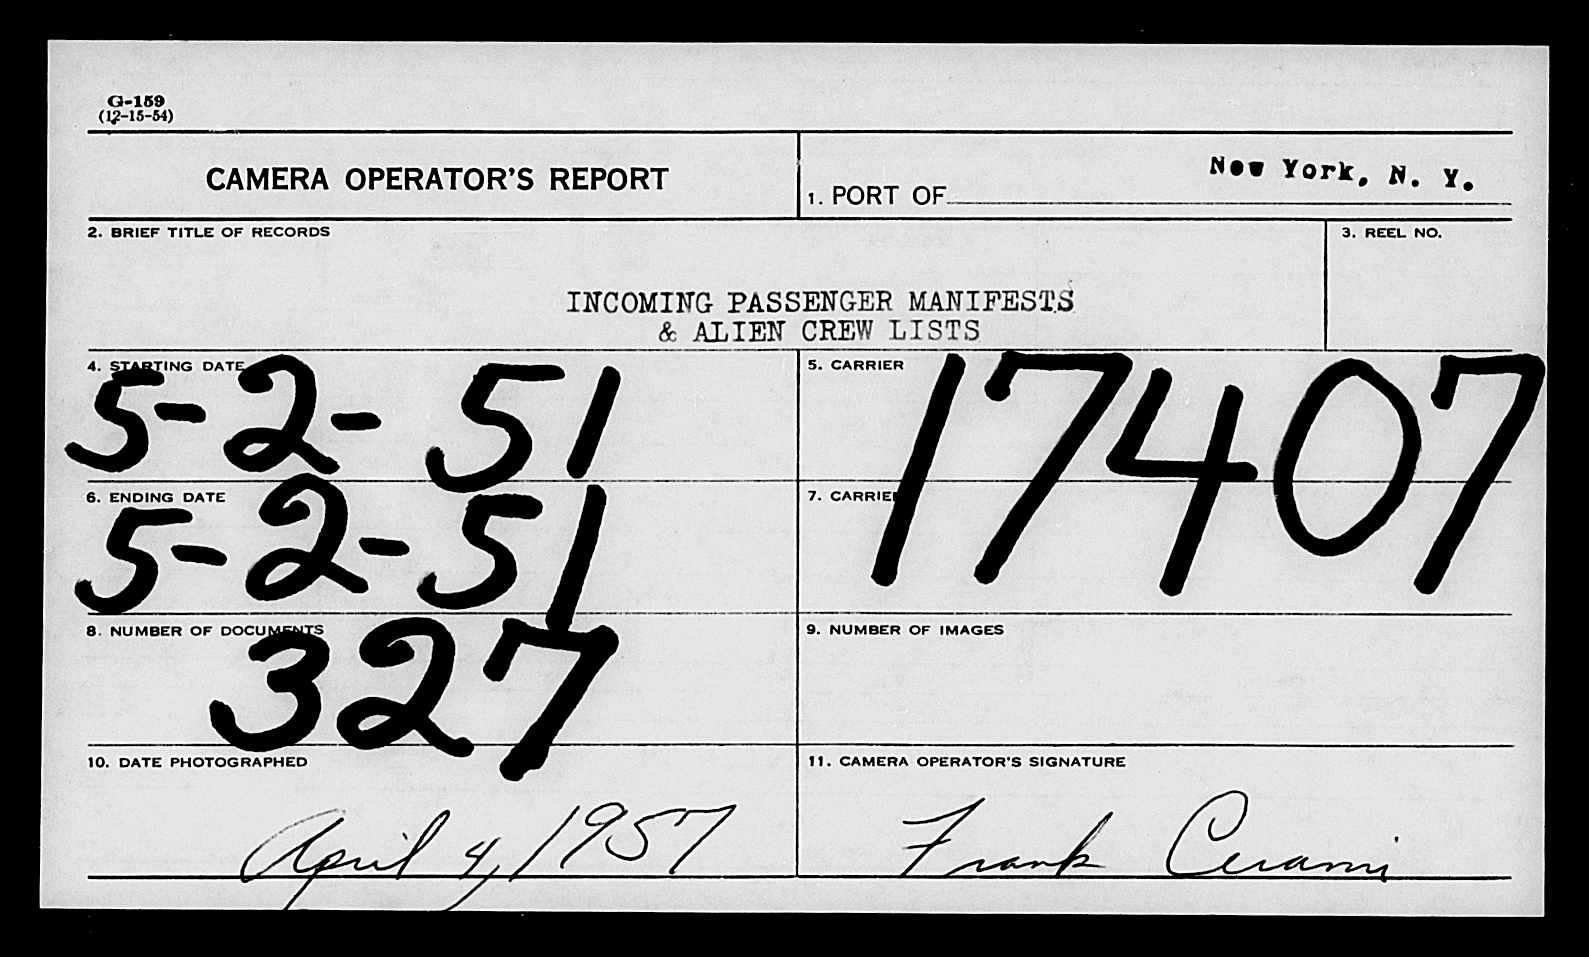 G-159
(12-15-54)
CAMERA OPERATOR'S REPORT
1. PORT OF New York, N. Y.
2. BRIEF TITLE OF RECORDS
3. REEL NO.
INCOMING PASSENGER MANIFESTS
& ALIEN CREW LISTS
4. STARTING DATE
5-2-51
5. CARRIER
17407
6. ENDING DATE
5-2-51
7. CARRIER
8. NUMBER OF DOCUMENTS
327
9. NUMBER OF IMAGES
10. DATE PHOTOGRAPHED
April 4, 1957
11. CAMERA OPERATOR'S SIGNATURE
Frank Cerami